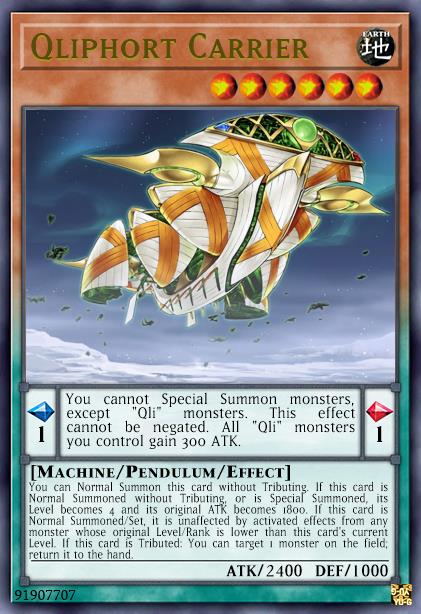 QLIPHORT CARRIER
EARTH
地
You cannot Special Summon monsters,
except "Qli" monsters. This effect
cannot be negated. All "Qli" monsters
you control gain 300 ATK.
1
1
[MACHINE/PENDULUM/EFFECT]
You can Normal Summon this card without Tributing. If this card is
Normal Summoned without Tributing, or is Special Summoned, its
Level becomes 4 and its original ATK becomes 1800. If this card is
Normal Summoned/Set, it is unaffected by activated effects from any
monster whose original Level/Rank is lower than this card's current
Level. If this card is Tributed: You can target 1 monster on the field;
return it to the hand.
ATK/2400 DEF/1000
91907707